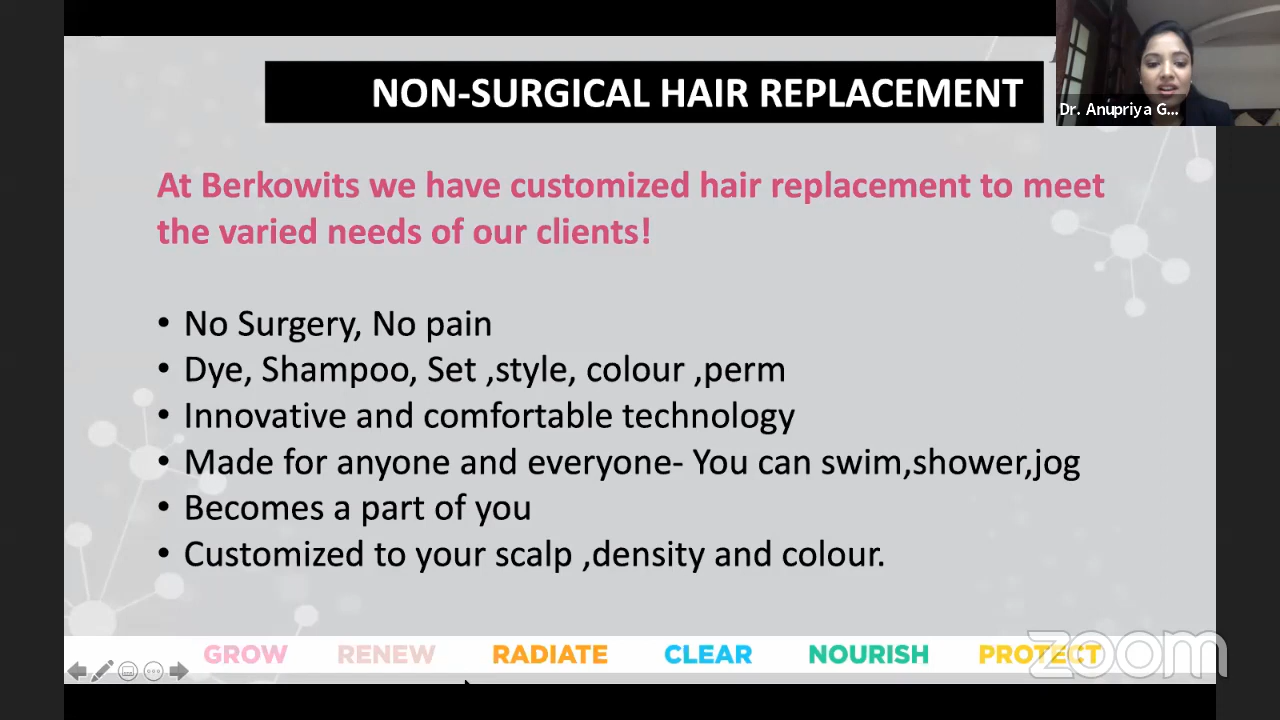 NON-SURGICAL HAIR REPLACEMENT
Dr. Anupriya G...
At Berkowits we have customized hair replacement to meet
the varied needs of our clients!
• No Surgery, No pain
• Dye, Shampoo, Set ,style, colour ,perm
• Innovative and comfortable technology
• Made for anyone and everyone- You can swim,shower,jog
• Becomes a part of you
• Customized to your scalp ,density and colour.
GROW RENEW RADIATE CLEAR NOURISH PROTECT
zoom